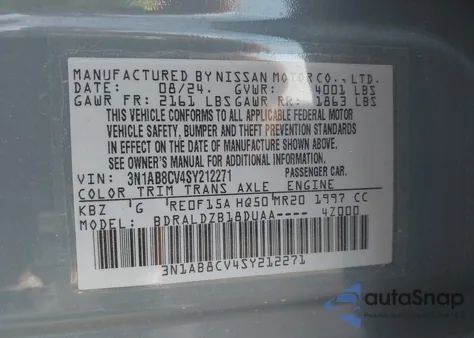 MANUFACTURED BY NISSAN MOTOR CO., LTD.
DATE: 08/24. GVWR: 4001 LBS
GAWR FR: 2161 LBS GAWR RR: 1863 LBS
THIS VEHICLE CONFORMS TO ALL APPLICABLE FEDERAL MOTOR
VEHICLE SAFETY, BUMPER AND THEFT PREVENTION STANDARDS
IN EFFECT ON THE DATE OF MANUFACTURE SHOWN ABOVE.
SEE OWNER'S MANUAL FOR ADDITIONAL INFORMATION.
VIN: 3N1AB8CV4SY212271 PASSENGER CAR.
COLOR TRIM TRANS AXLE ENGINE
KBZ G RE0F15A HQ50 MR20 1997 CC
MODEL: BDRALDZB18DUAA---- 4Z000
3N1AB8CV4SY212271
autoSnap